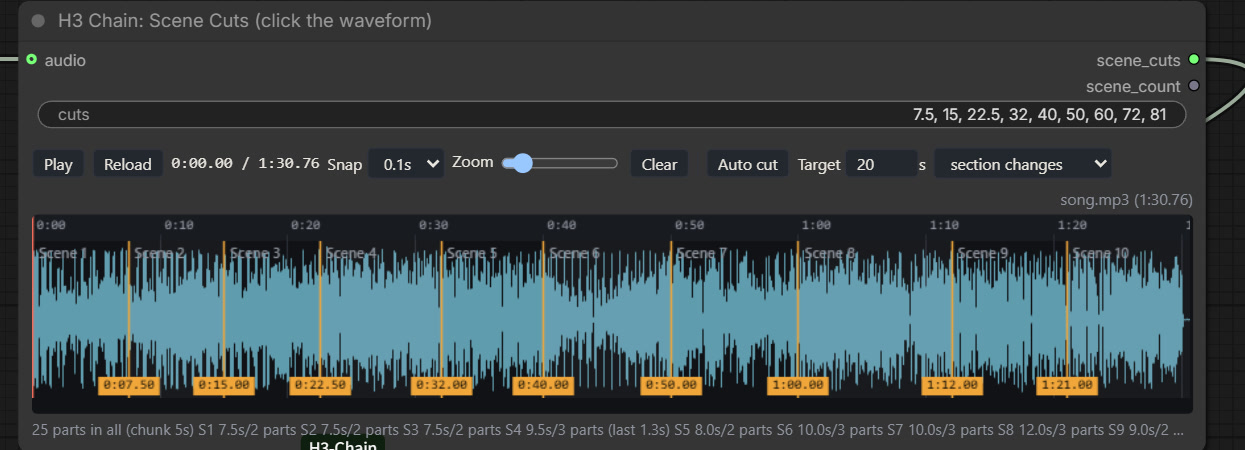 H3 Chain: Scene Cuts (click the waveform)
audio
scene_cuts
scene_count
cuts 7.5, 15, 22.5, 32, 40, 50, 60, 72, 81
Play Reload 0:00.00 / 1:30.76 Snap 0.1s Zoom Clear Auto cut Target 20 s section changes
song.mp3 (1:30.76)
0:00 0:10 0:20 0:30 0:40 0:50 1:00 1:10 1:20 1
Scene 1 Scene 2 Scene 3 Scene 4 Scene 5 Scene 6 Scene 7 Scene 8 Scene 9 Scene 10
0:07.50 0:15.00 0:22.50 0:32.00 0:40.00 0:50.00 1:00.00 1:12.00 1:21.00
25 parts in all (chunk 5s) S1 7.5s/2 parts S2 7.5s/2 parts S3 7.5s/2 parts S4 9.5s/3 parts (last 1.3s) S5 8.0s/2 parts S6 10.0s/3 parts S7 10.0s/3 parts S8 12.0s/3 parts S9 9.0s/2 ...
H3-Chain